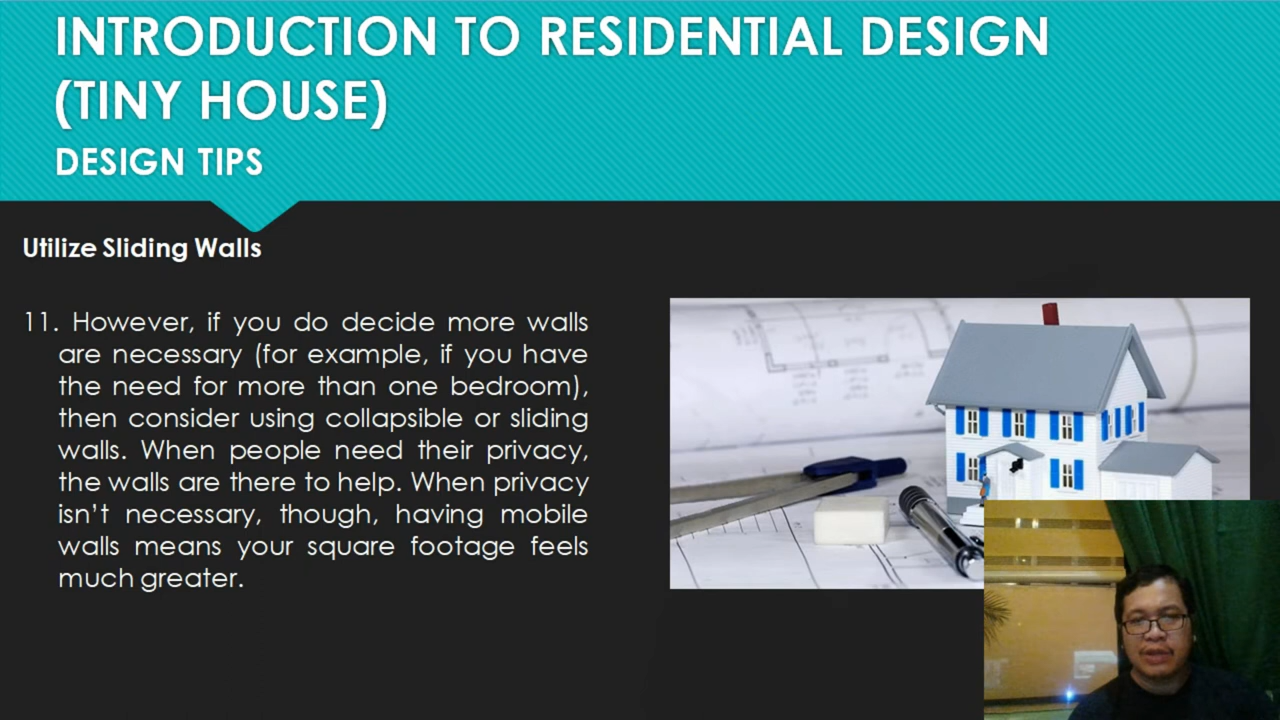 INTRODUCTION TO RESIDENTIAL DESIGN
(TINY HOUSE)
DESIGN TIPS
Utilize Sliding Walls
11. However, if you do decide more walls
are necessary (for example, if you have
the need for more than one bedroom),
then consider using collapsible or sliding
walls. When people need their privacy,
the walls are there to help. When privacy
isn't necessary, though, having mobile
walls means your square footage feels
much greater.